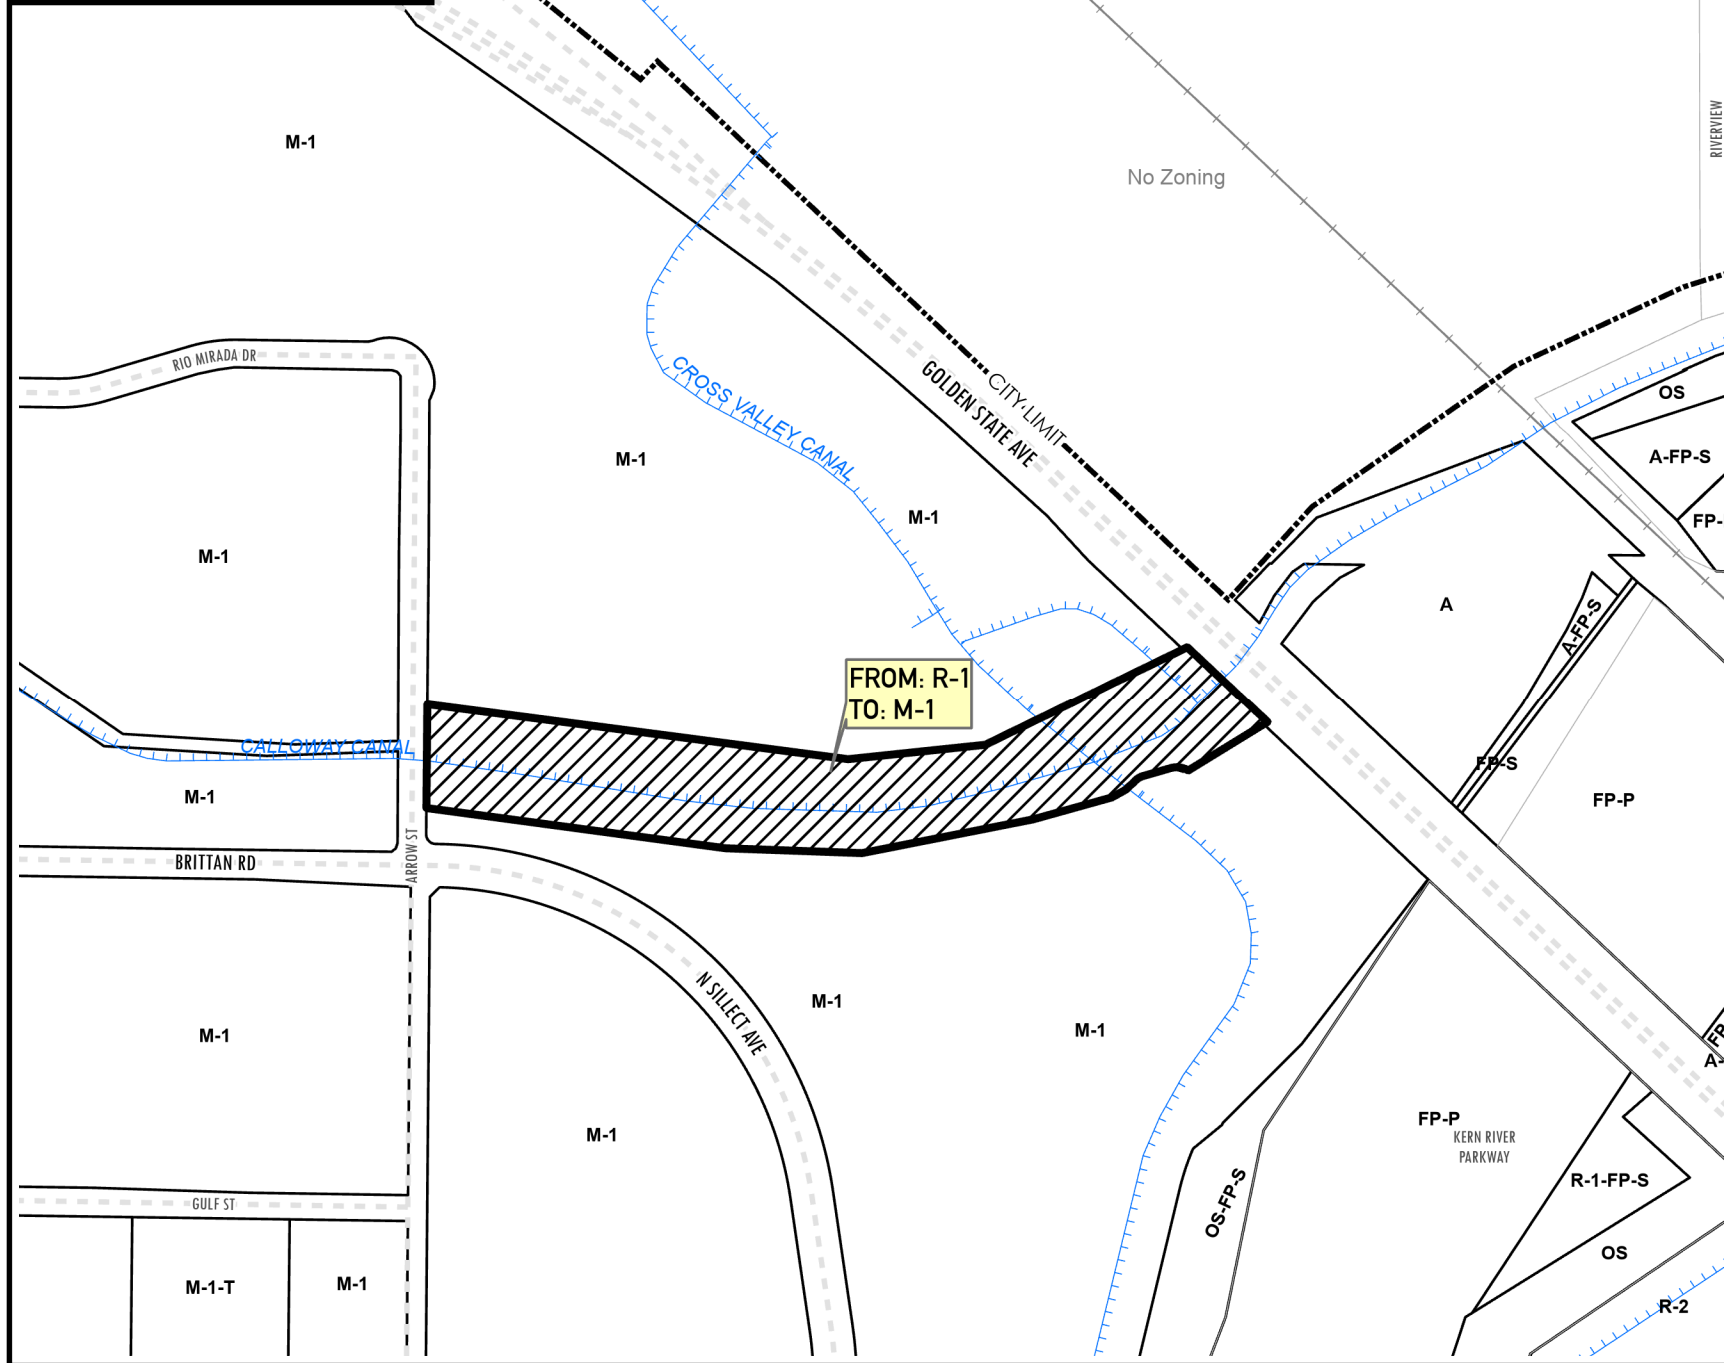 M-1
RIVERVIEW
No Zoning
RIO MIRADA DR
CROSS VALLEY CANAL
GOLDEN STATE AVE
CITY LIMIT
OS
A-FP-S
FP-
M-1
M-1
M-1
A
A-FP-S
FROM: R-1
TO: M-1
CALLOWAY CANAL
M-1
FP-S
FP-P
BRITTAN RD
ARROW ST
N SILLECT AVE
M-1
M-1
M-1
FP
A-
M-1
FP-P
KERN RIVER
PARKWAY
R-1-FP-S
OS-FP-S
GULF ST
OS
M-1-T
M-1
R-2